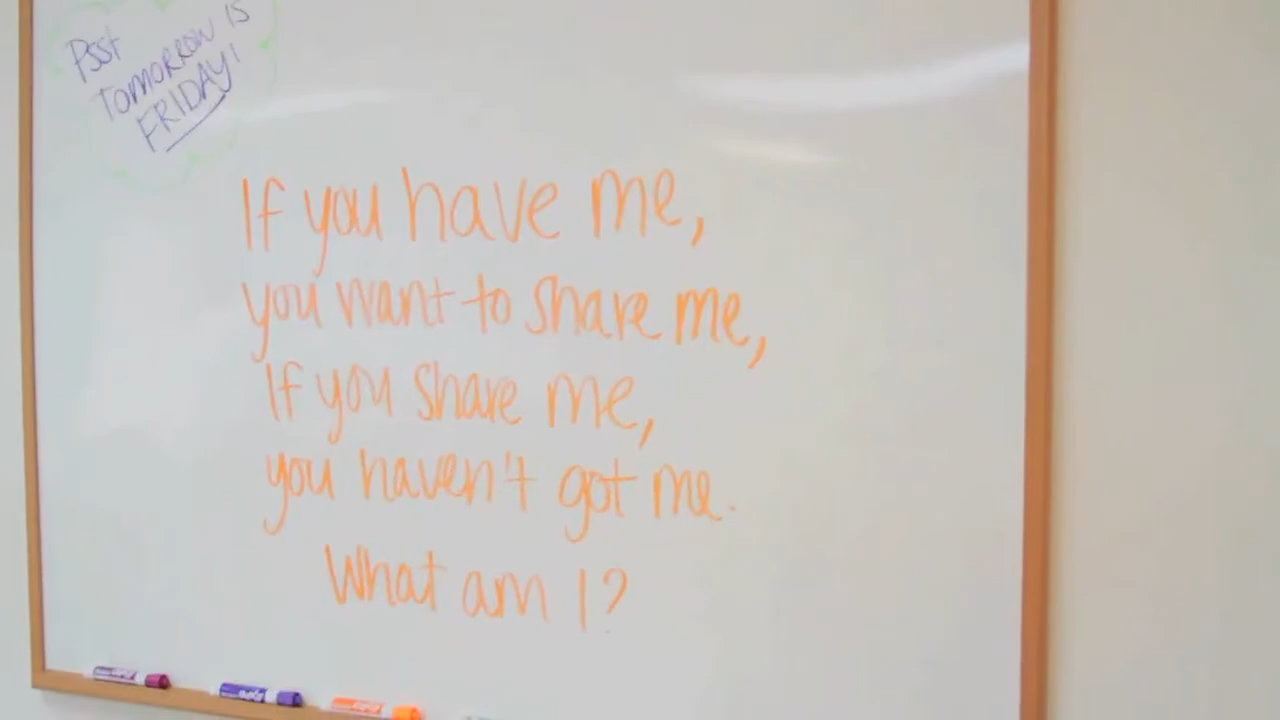 Psst
TOMORROW IS
FRIDAY!
If you have me,
you want to share me,
If you share me,
you haven't got me.
What am I?